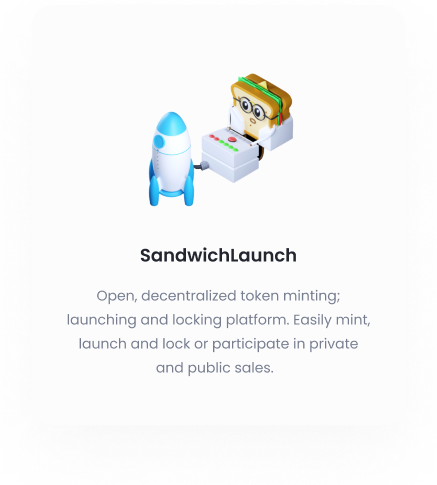 SandwichLaunch
Open, decentralized token minting;
launching and locking platform. Easily mint,
launch and lock or participate in private
and public sales.